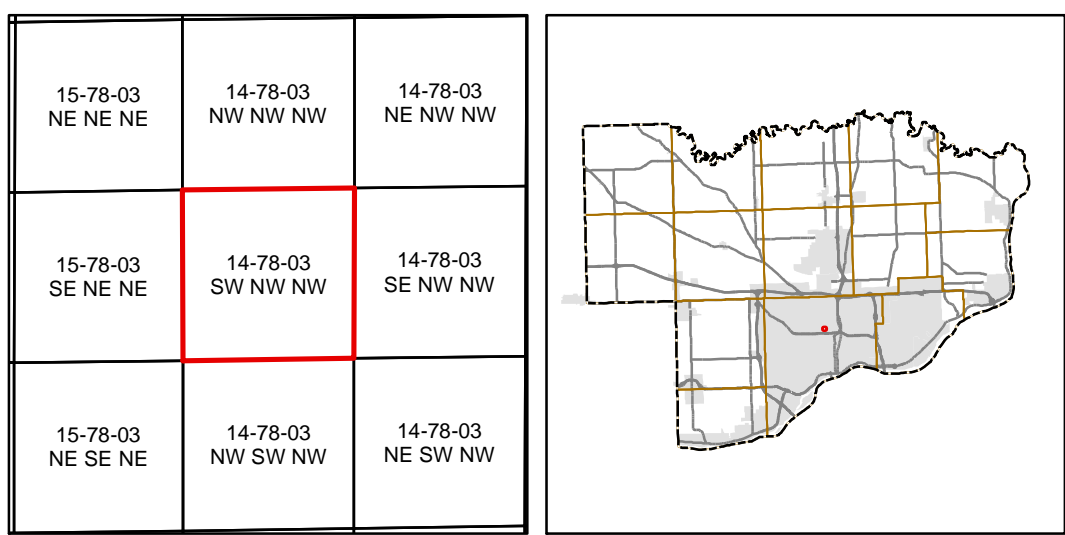 15-78-03
NE NE NE
14-78-03
NW NW NW
14-78-03
NE NW NW
15-78-03
SE NE NE
14-78-03
SW NW NW
14-78-03
SE NW NW
15-78-03
NE SE NE
14-78-03
NW SW NW
14-78-03
NE SW NW